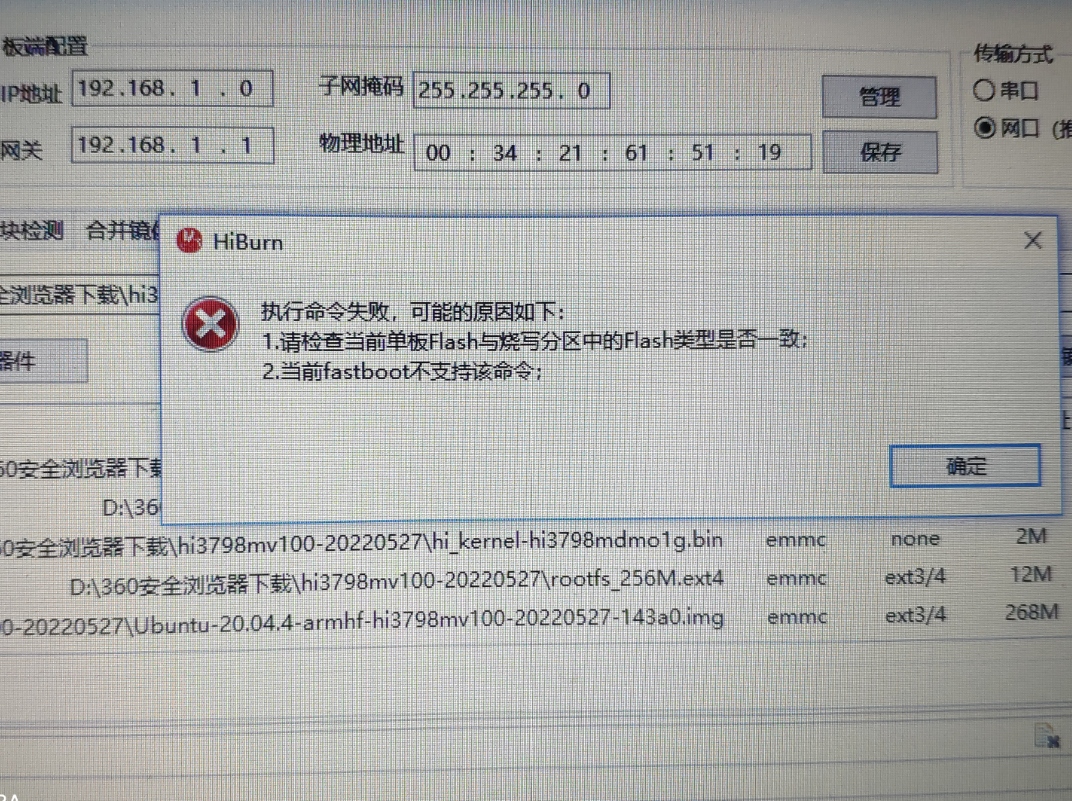 板端配置
传输方式
IP地址 192.168. 1 . 0 子网掩码 255.255.255. 0 管理 串口
网关 192.168. 1 . 1 物理地址 00 : 34 : 21 : 61 : 51 : 19 保存 网口 (推
块检测 合并镜像
HiBurn
全浏览器下载\hi3
执行命令失败，可能的原因如下：
1.请检查当前单板Flash与烧写分区中的Flash类型是否一致；
器件
2.当前fastboot不支持该命令；
确定
60安全浏览器下载
D:\36
60安全浏览器下载\hi3798mv100-20220527\hi_kernel-hi3798mdmo1g.bin emmc none 2M
D:\360安全浏览器下载\hi3798mv100-20220527\rootfs_256M.ext4 emmc ext3/4 12M
00-20220527\Ubuntu-20.04.4-armhf-hi3798mv100-20220527-143a0.img emmc ext3/4 268M